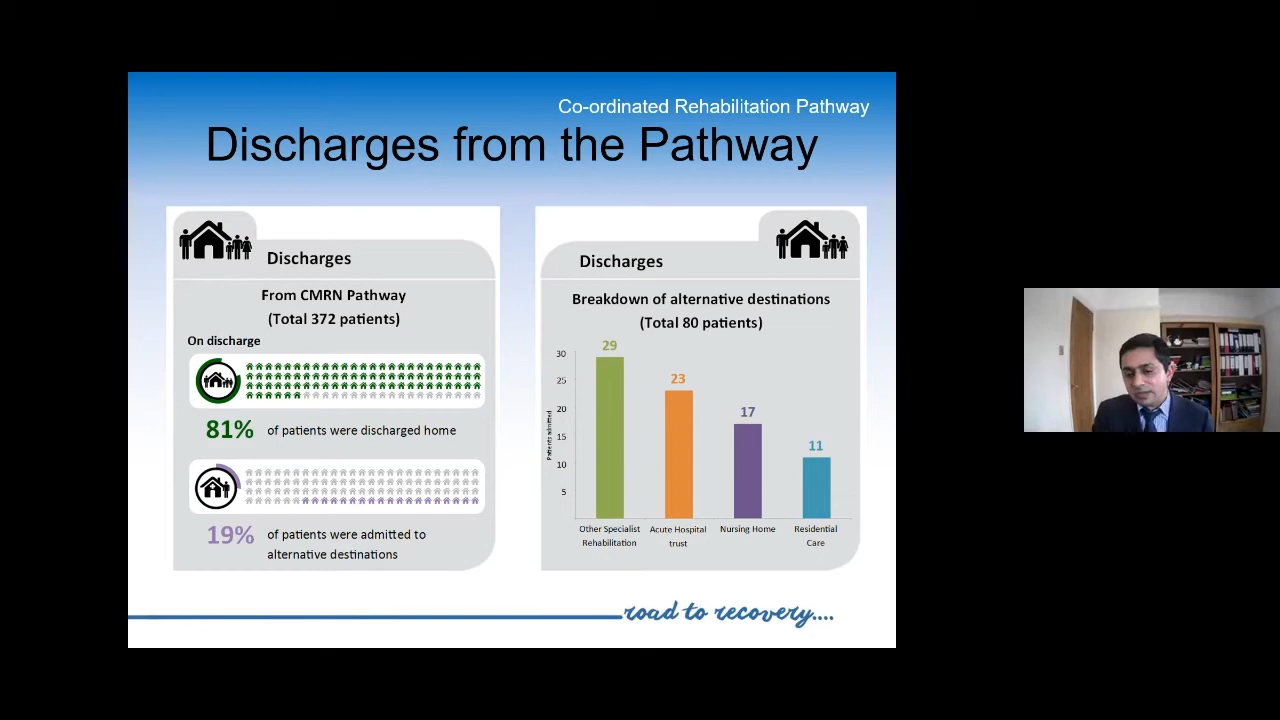 Co-ordinated Rehabilitation Pathway
Discharges from the Pathway
Discharges
From CMRN Pathway
(Total 372 patients)
On discharge
81% of patients were discharged home
19% of patients were admitted to
alternative destinations
Discharges
Breakdown of alternative destinations
(Total 80 patients)
Patients admitted
30
25
20
15
10
5
29
23
17
11
Other Specialist
Rehabilitation
Acute Hospital
trust
Nursing Home
Residential
Care
road to recovery....